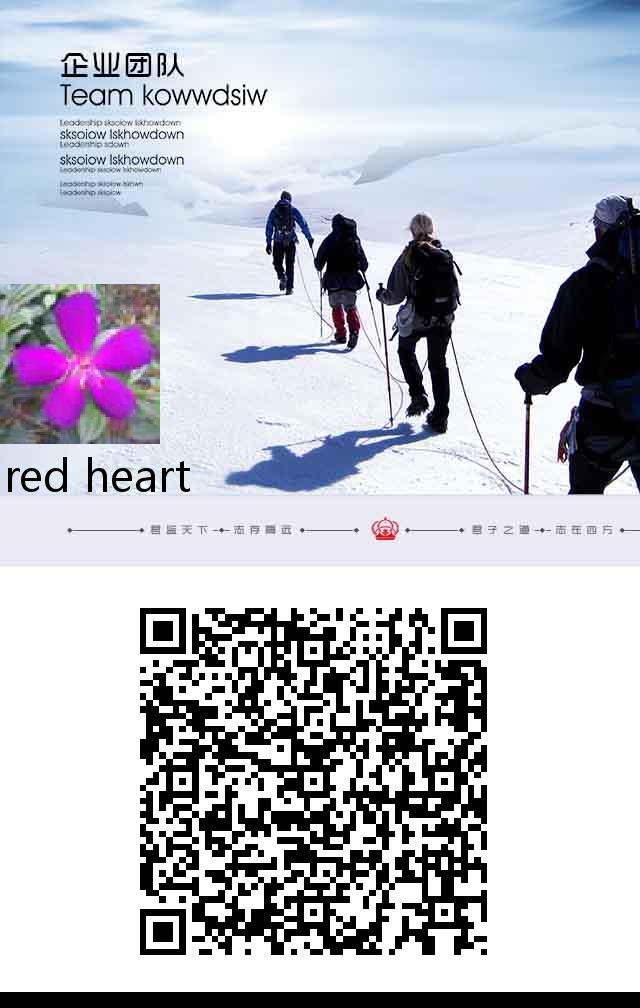 企业团队
Team kowwdsiw
Leadership sksoiow lskhowdown
sksoiow lskhowdown
Leadership sdown
sksoiow lskhowdown
Leadership sksoiow lskhowdown
Leadership sksoiow lskhwn
Leadership sksoiow
red heart
君临天下 志存高远 君子之道 志在四方